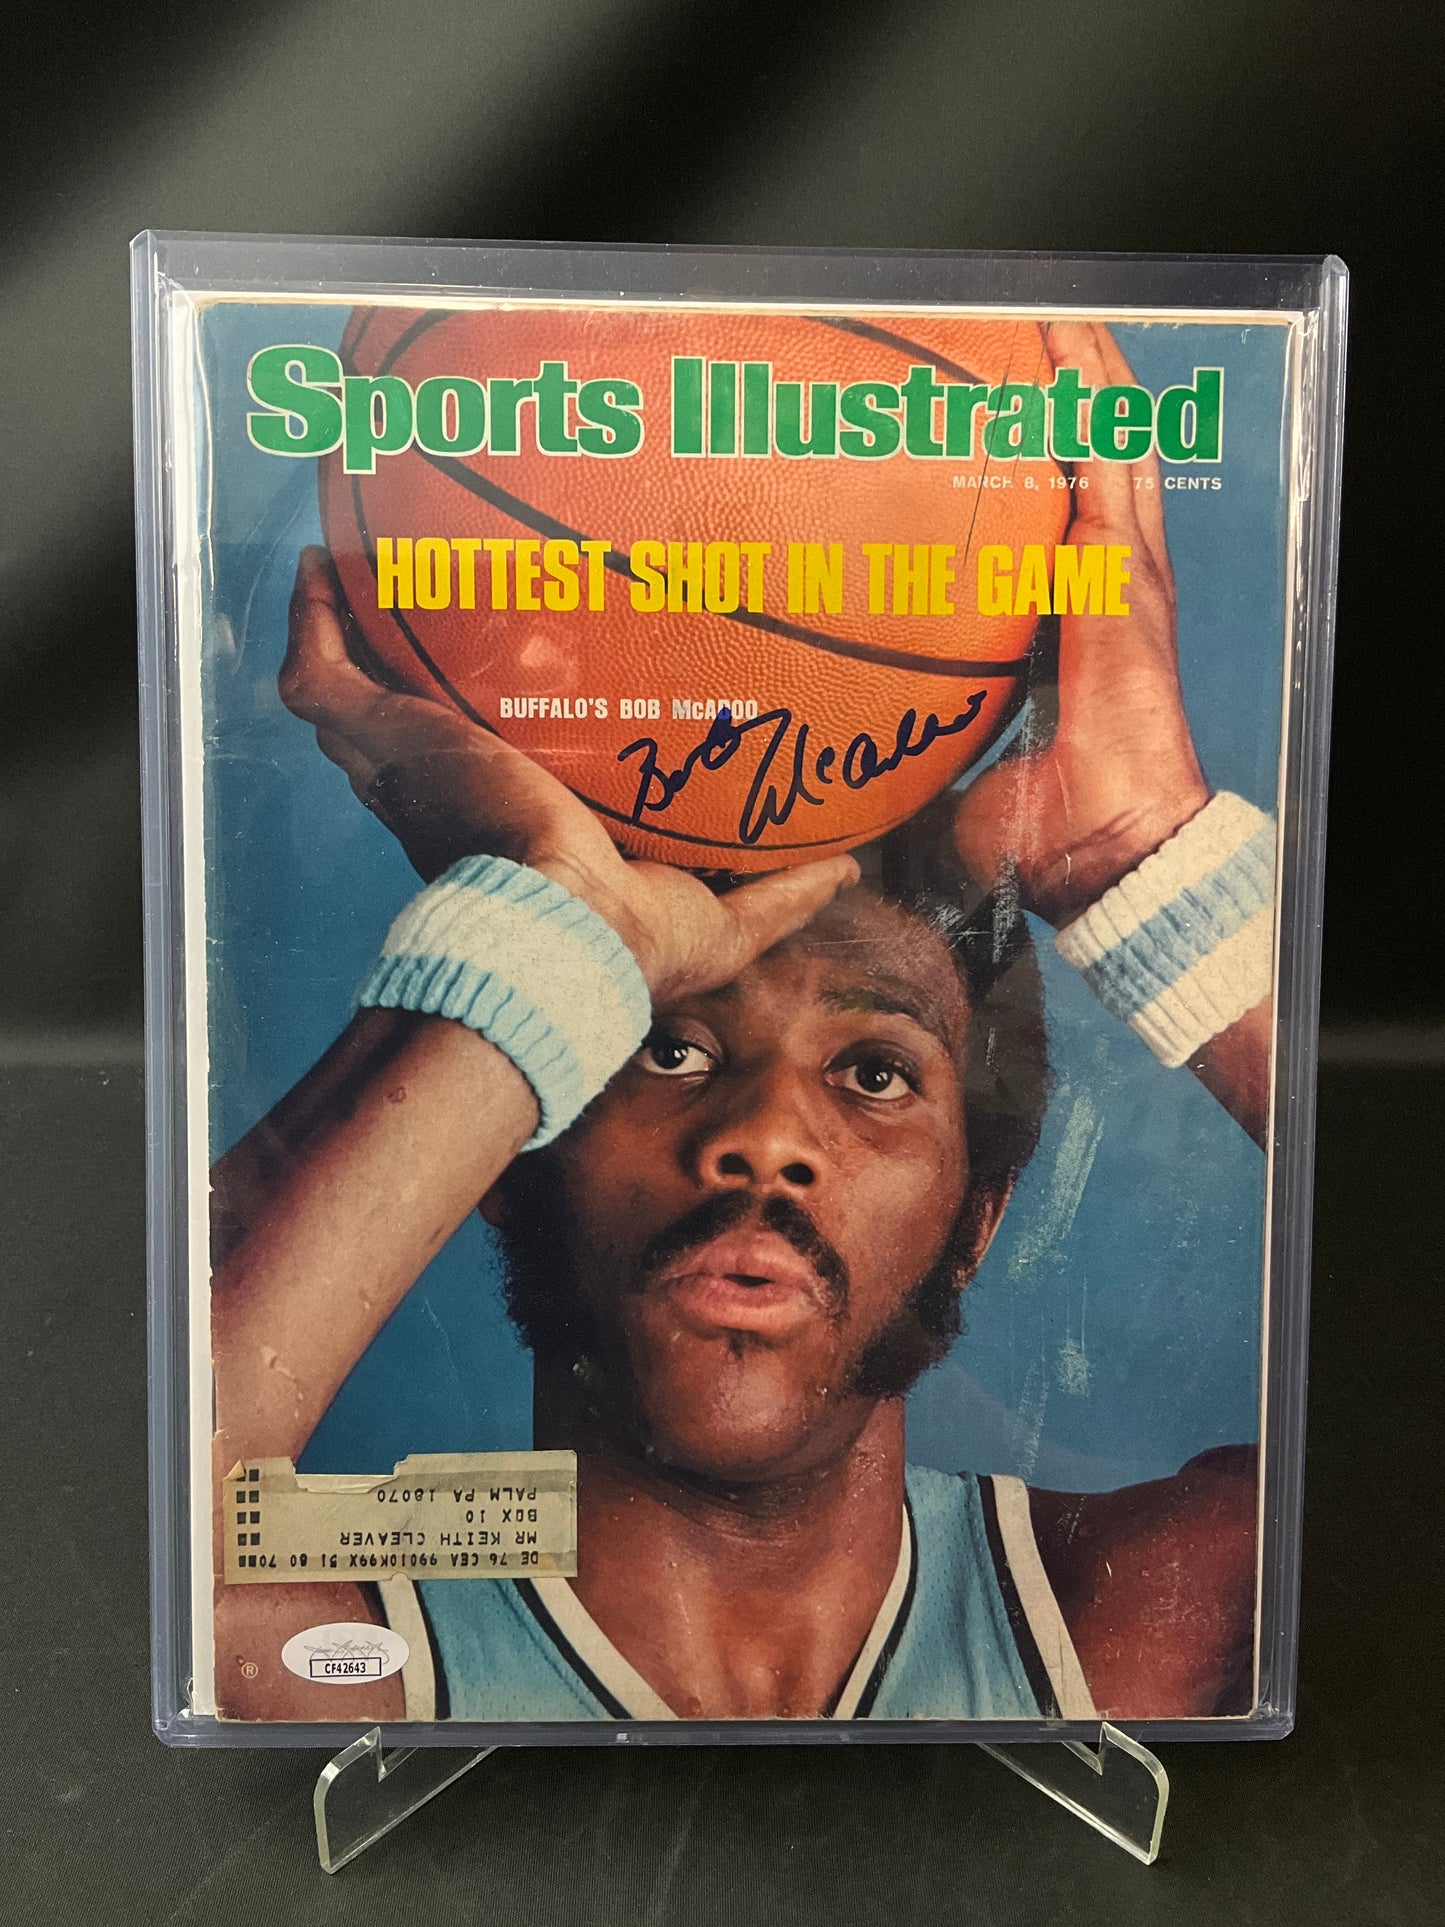 Sports Illustrated
MARCH 8, 1976 75 CENTS
HOTTEST SHOT IN THE GAME
BUFFALO'S BOB McADOO
Bob McAdoo
DE 76 CEA 99010K99X 51 80 70
MR KEITH CLEAVER
BOX 10
PALM PA 18070
CF42643
®